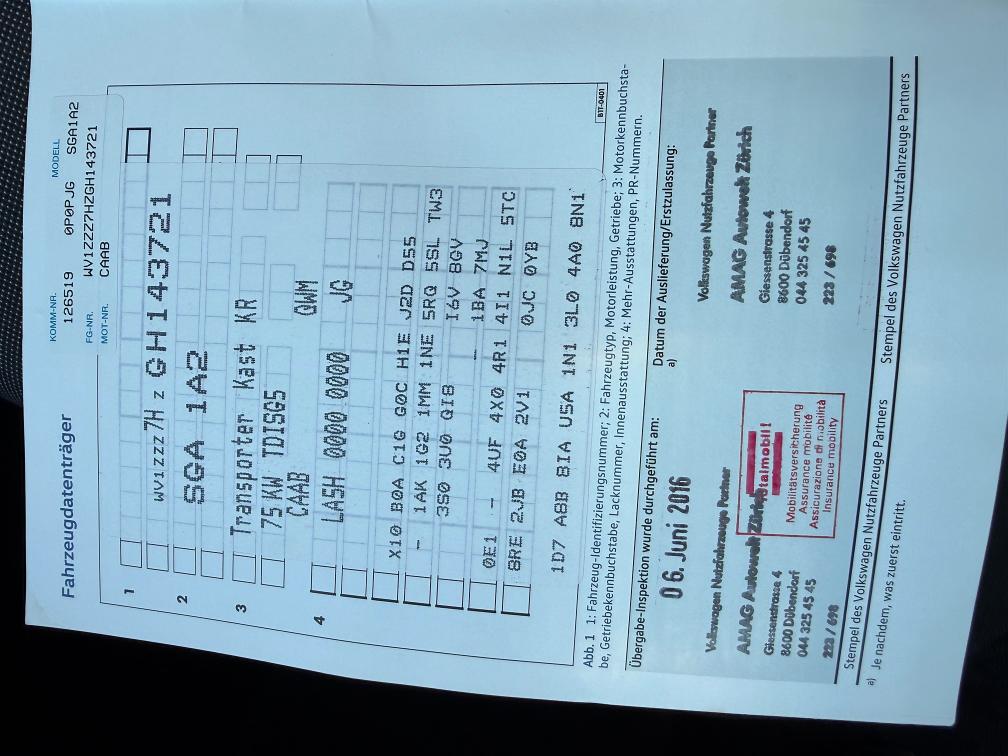 Fahrzeugdatenträger
KOMM-NR. MODELL
126519 0P0PJG SGA1A2
FG-NR. WV1ZZZ7HZGH143721
MOT-NR. CAAB
1
WV1ZZZ7HZ GH143721
2
SGA 1A2
3
Transporter Kast KR
75KW TDI5G5
CAAB QWM
4
LASH 0000 0000 JG
X10 B0A C1G G0C H1E J2D D55
- 1AK 1G2 1MM 1NE 5RQ 5SL TW3
3S0 3U0 QI8 I6V BGV
- 1BA 7MJ
0E1 - - 4UF 4X0 4R1 4I1 N1L 5TC
8RE 2JB E0A 2V1 0JC 0YB
1D7 A8B 8IA U5A 1N1 3L0 4A0 8N1
BTT-0401
Abb. 1 1: Fahrzeug-Identifizierungsnummer; 2: Fahrzeugtyp, Motorleistung, Getriebe; 3: Motorkennbuchsta-
be, Getriebekennbuchstabe, Lacknummer, Innenausstattung; 4: Mehr-Ausstattungen, PR-Nummern.
Übergabe-Inspektion wurde durchgeführt am:
06. Juni 2016
Volkswagen Nutzfahrzeuge Partner
AMAG Autowelt Zürich
Giessenstrasse 4
8600 Dübendorf
044 325 45 45
223 / 698
totalmobil!
Mobilitätsversicherung
Assurance mobilité
Assicurazione di mobilità
Insurance mobility
Stempel des Volkswagen Nutzfahrzeuge Partners
Datum der Auslieferung/Erstzulassung:
a)
Volkswagen Nutzfahrzeuge Partner
AMAG Autowelt Zürich
Giessenstrasse 4
8600 Dübendorf
044 325 45 45
223 / 698
Stempel des Volkswagen Nutzfahrzeuge Partners
a) Je nachdem, was zuerst eintritt.